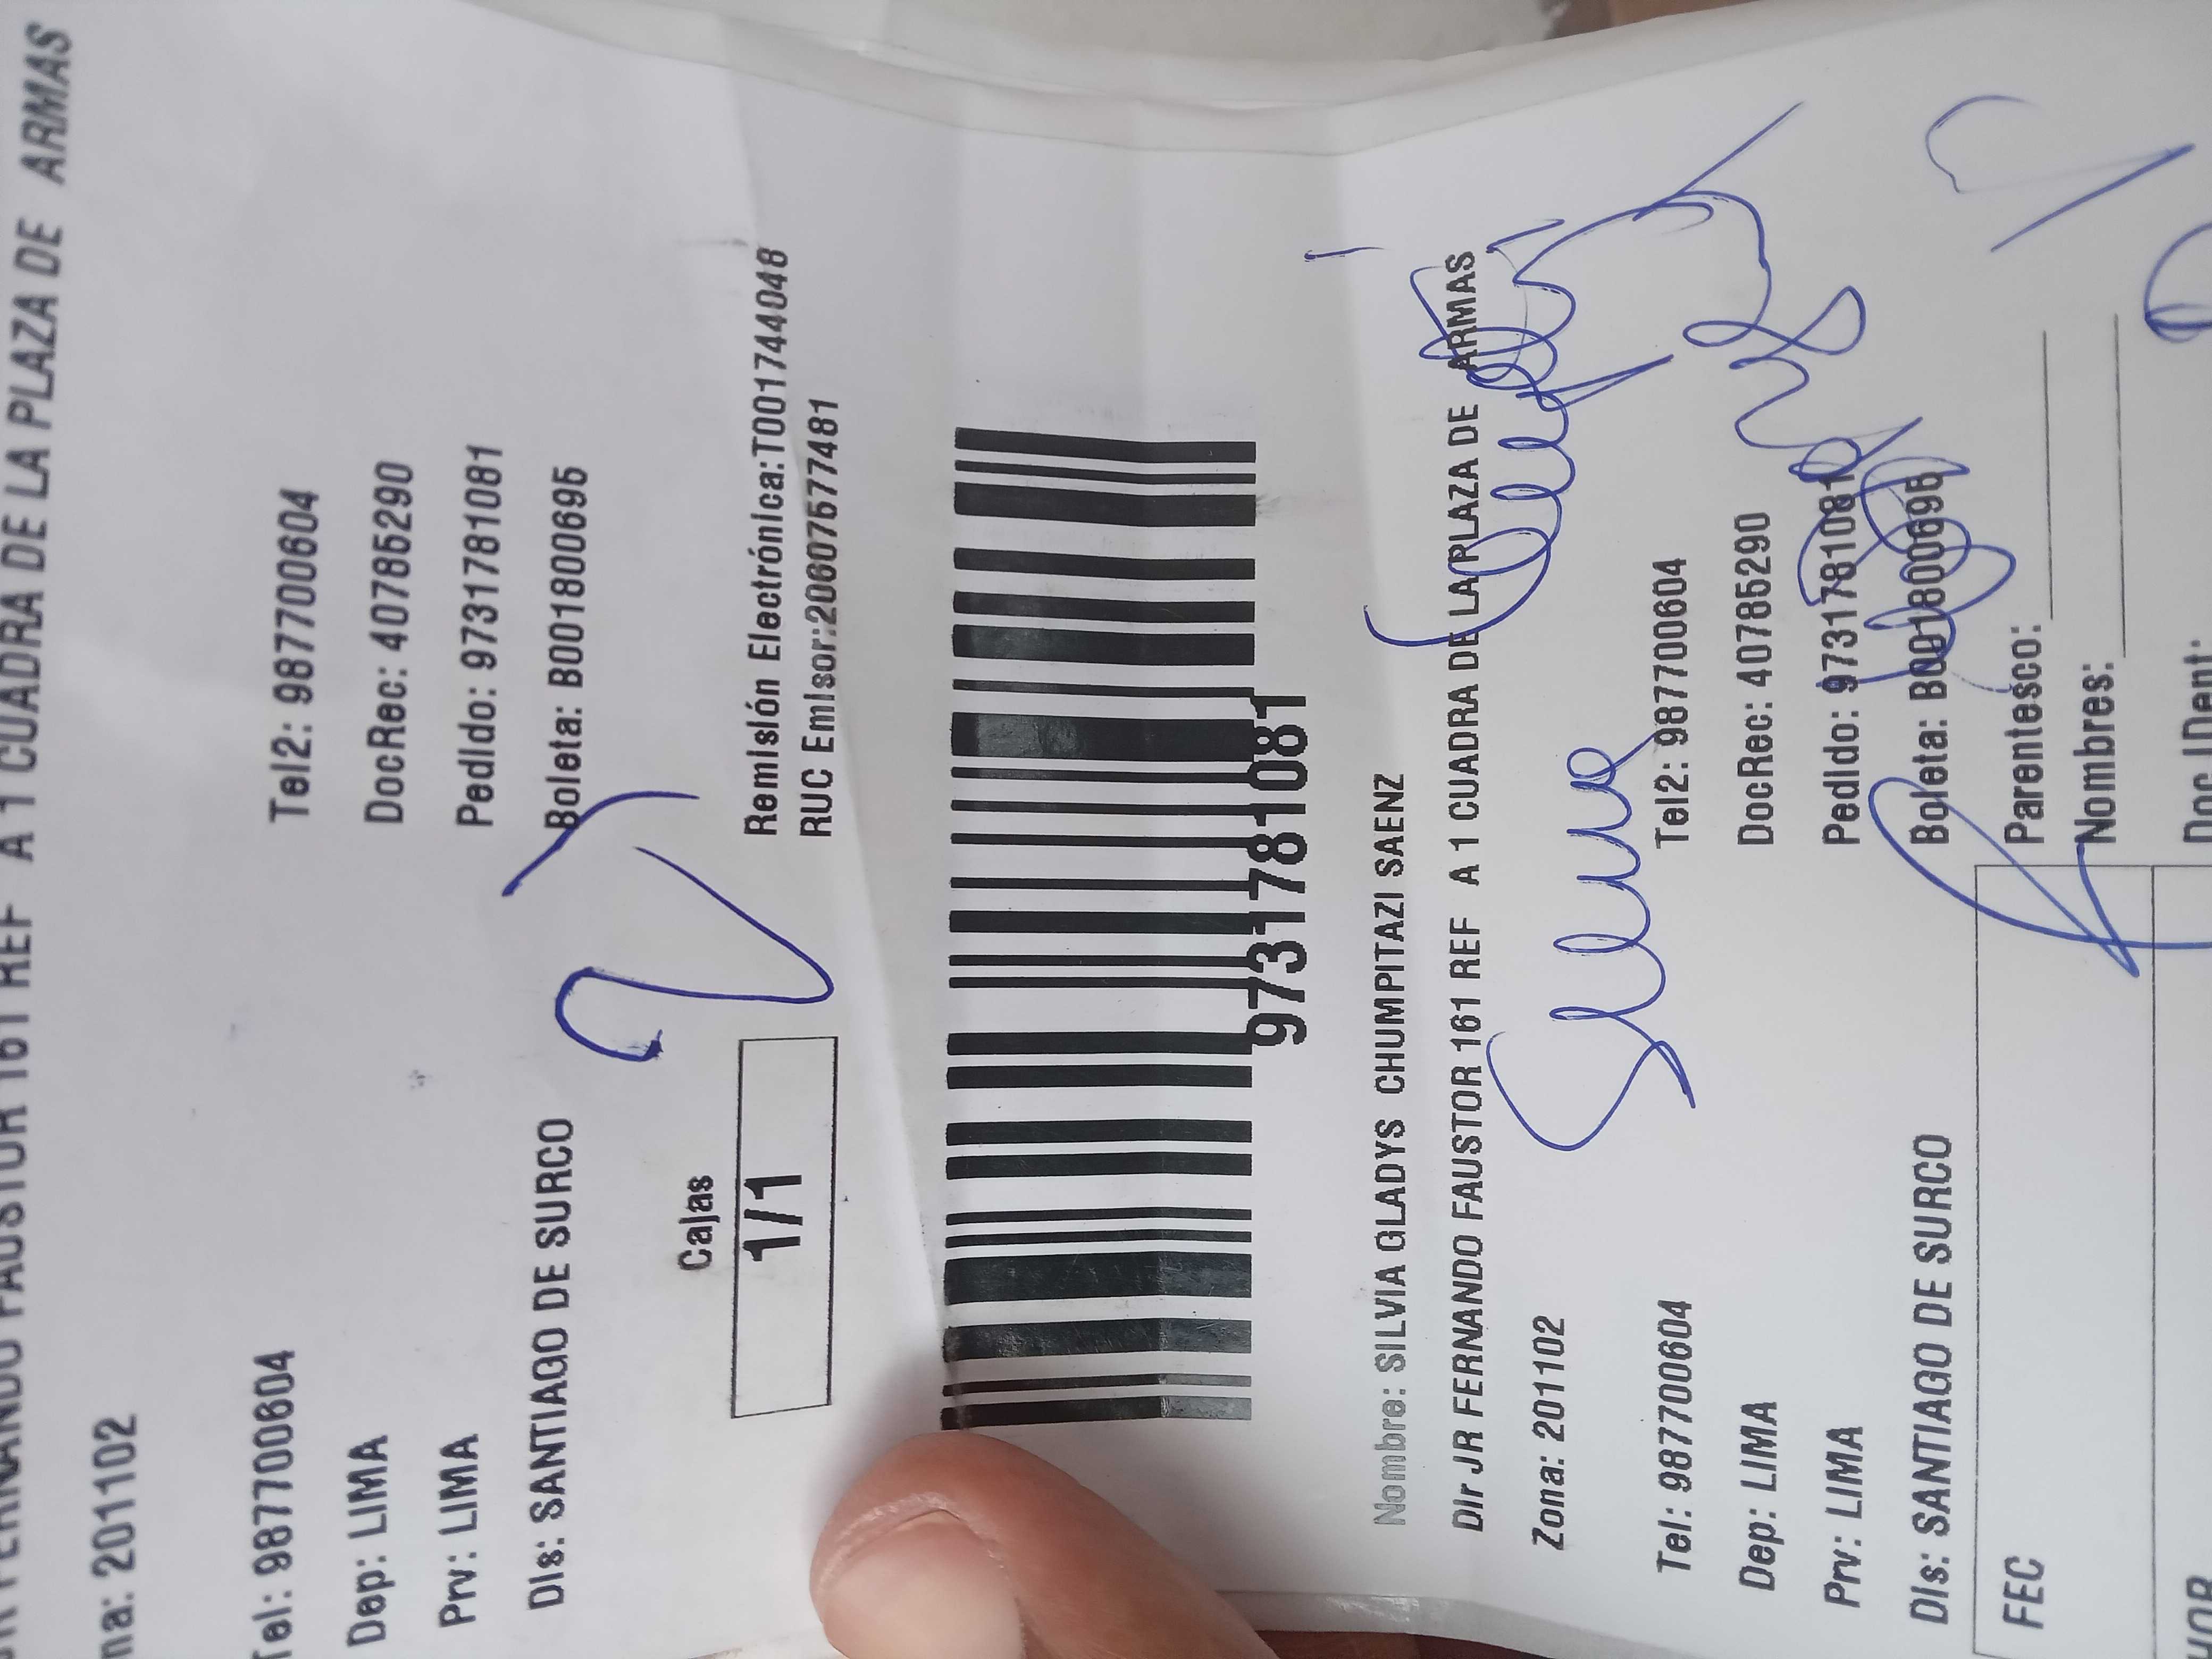 JR FERNANDO FAUSTOR 161 REF A 1 CUADRA DE LA PLAZA DE ARMAS
na: 201102
Tel: 987700604 Tel2: 987700604
Dep: LIMA DocRec: 40785290
Prv: LIMA Pedido: 9731781081
Dis: SANTIAGO DE SURCO Boleta: B001800695
Cajas
1/1
Remisión Electrónica:T001744048
RUC Emisor:20607577481
9731781081
Nombre: SILVIA GLADYS CHUMPITAZI SAENZ
Dir JR FERNANDO FAUSTOR 161 REF A 1 CUADRA DE LA PLAZA DE ARMAS
Zona: 201102
Tel: 987700604 Tel2: 987700604
Dep: LIMA DocRec: 40785290
Prv: LIMA Pedido: 9731781081
Dis: SANTIAGO DE SURCO Boleta: B001800695
FEC Parentesco:
Nombres:
HOR Doc IDent: